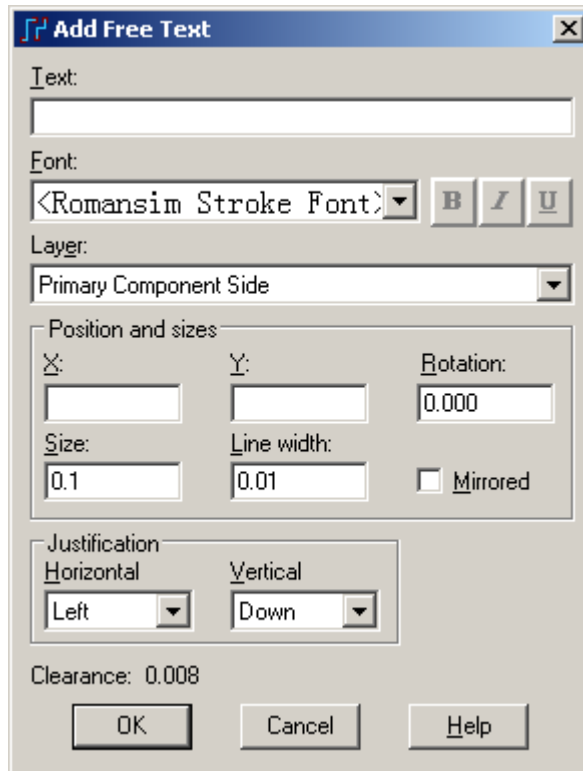 Add Free Text
Text:
Font:
<Romansim Stroke Font>
B I U
Layer:
Primary Component Side
Position and sizes
X: Y: Rotation:
0.000
Size: Line width:
0.1 0.01 Mirrored
Justification
Horizontal Vertical
Left Down
Clearance: 0.008
OK Cancel Help